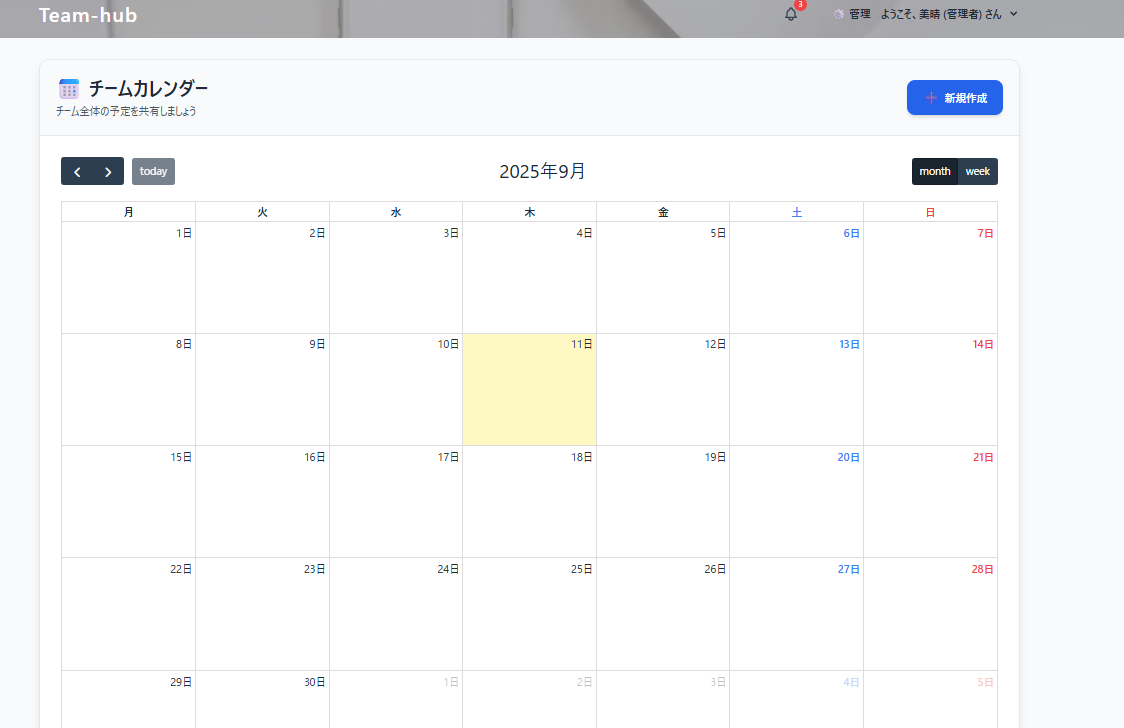 Team-hub
3
管理 ようこそ、美晴 (管理者) さん
チームカレンダー
チーム全体の予定を共有しましょう
新規作成
today
2025年9月
month week
月 火 水 木 金 土 日
1日 2日 3日 4日 5日 6日 7日
8日 9日 10日 11日 12日 13日 14日
15日 16日 17日 18日 19日 20日 21日
22日 23日 24日 25日 26日 27日 28日
29日 30日 1日 2日 3日 4日 5日